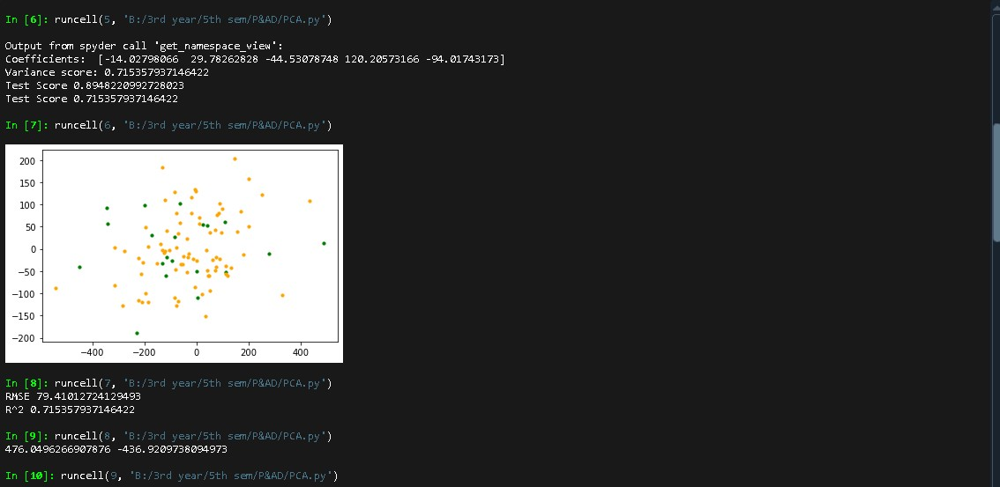 In [6]: runcell(5, 'B:/3rd year/5th sem/P&AD/PCA.py')
Output from spyder call 'get_namespace_view':
Coefficients:  [-14.02798066  29.78262828 -44.53078748 120.20573166 -94.01743173]
Variance score: 0.715357937146422
Test Score 0.8948220992728023
Test Score 0.715357937146422
In [7]: runcell(6, 'B:/3rd year/5th sem/P&AD/PCA.py')
200
150
100
50
0
−50
−100
−150
−200
−400 −200 0 200 400
In [8]: runcell(7, 'B:/3rd year/5th sem/P&AD/PCA.py')
RMSE 79.41012724129493
R^2 0.715357937146422
In [9]: runcell(8, 'B:/3rd year/5th sem/P&AD/PCA.py')
476.0496266907876 -436.9209738094973
In [10]: runcell(9, 'B:/3rd year/5th sem/P&AD/PCA.py')